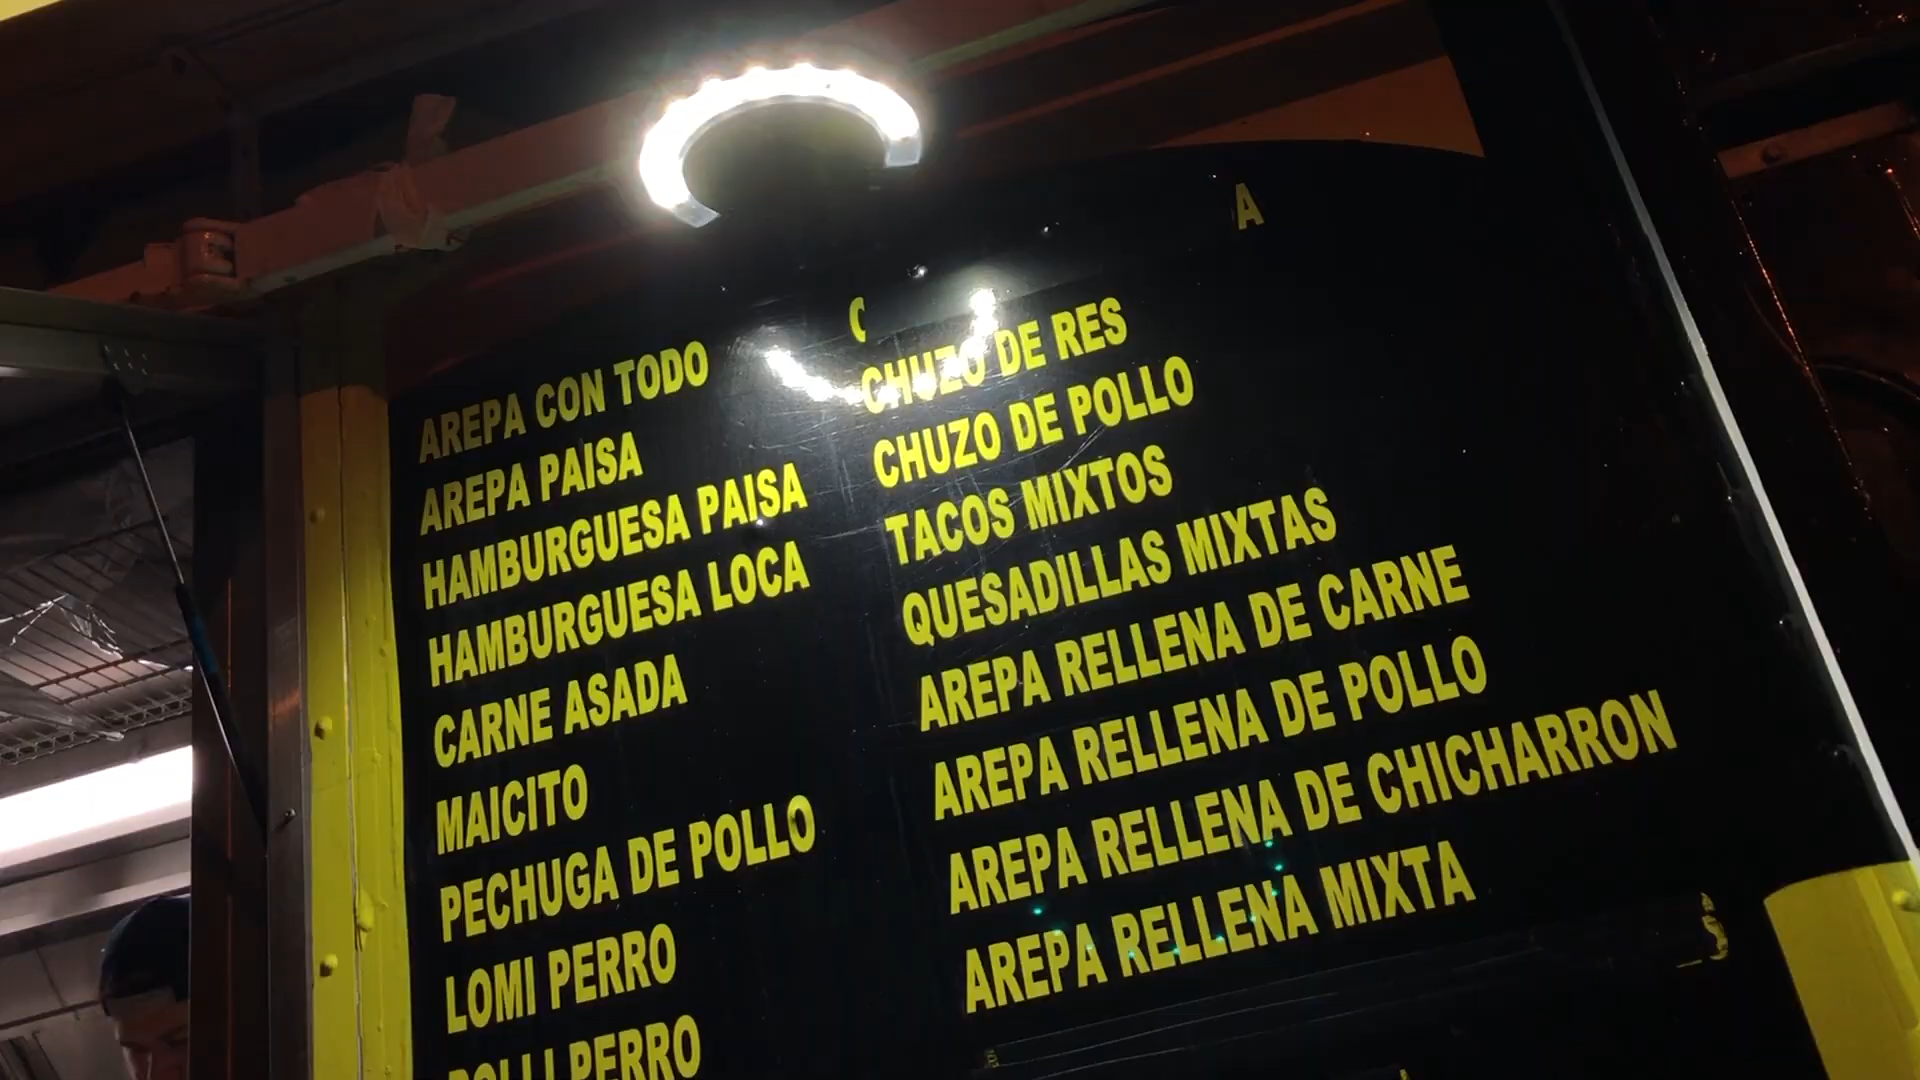 A
C
AREPA CON TODO
AREPA PAISA
HAMBURGUESA PAISA
HAMBURGUESA LOCA
CARNE ASADA
MAICITO
PECHUGA DE POLLO
LOMI PERRO
POLLI PERRO
CHUZO DE RES
CHUZO DE POLLO
TACOS MIXTOS
QUESADILLAS MIXTAS
AREPA RELLENA DE CARNE
AREPA RELLENA DE POLLO
AREPA RELLENA DE CHICHARRON
AREPA RELLENA MIXTA